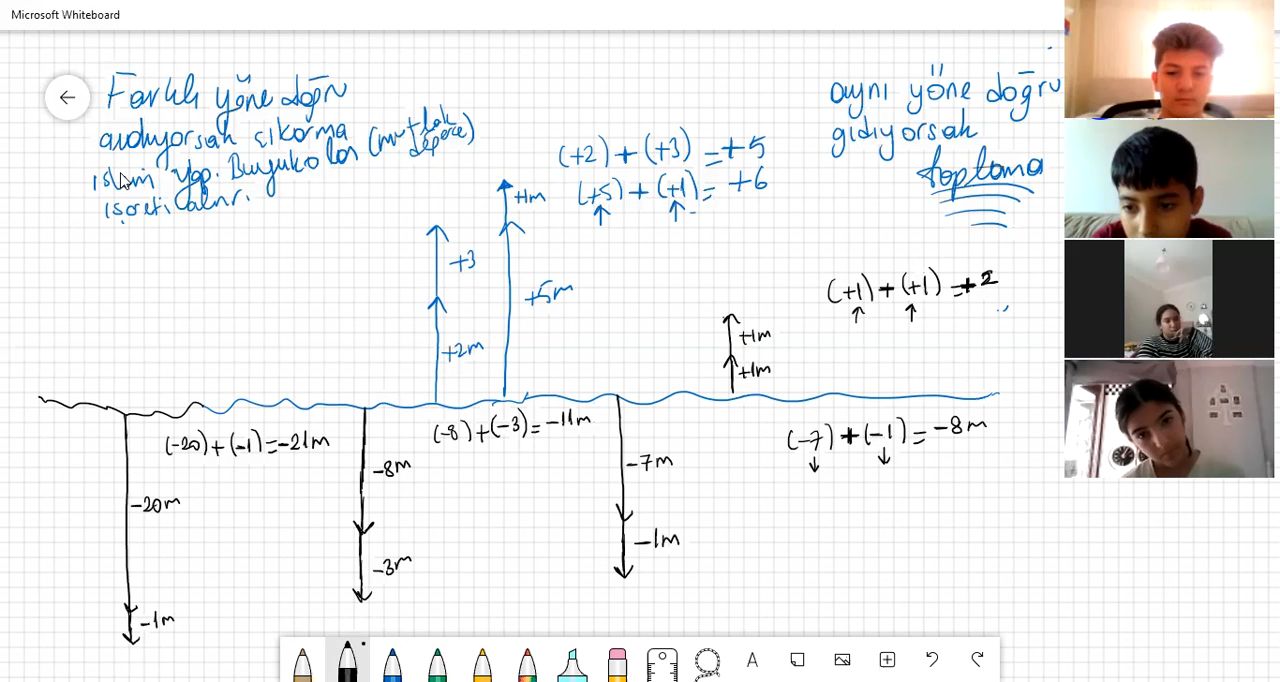 Microsoft Whiteboard
Farklı yöne doğru
gidiyorsak çıkarma
işlemi yap. Büyük olan (mutlak
işareti alınır.
aynı yöne doğru
gidiyorsak
toplama
(+2) + (+3) = +5
(+5) + (+1) = +6
+1m
+3
+5m
+2m
(+1) + (+1) = +2
+1m
+1m
(-20) + (-1) = -21m
(-8) + (-3) = -11m
(-7) + (-1) = -8m
-20m
-1m
-8m
-3m
-7m
-1m
A